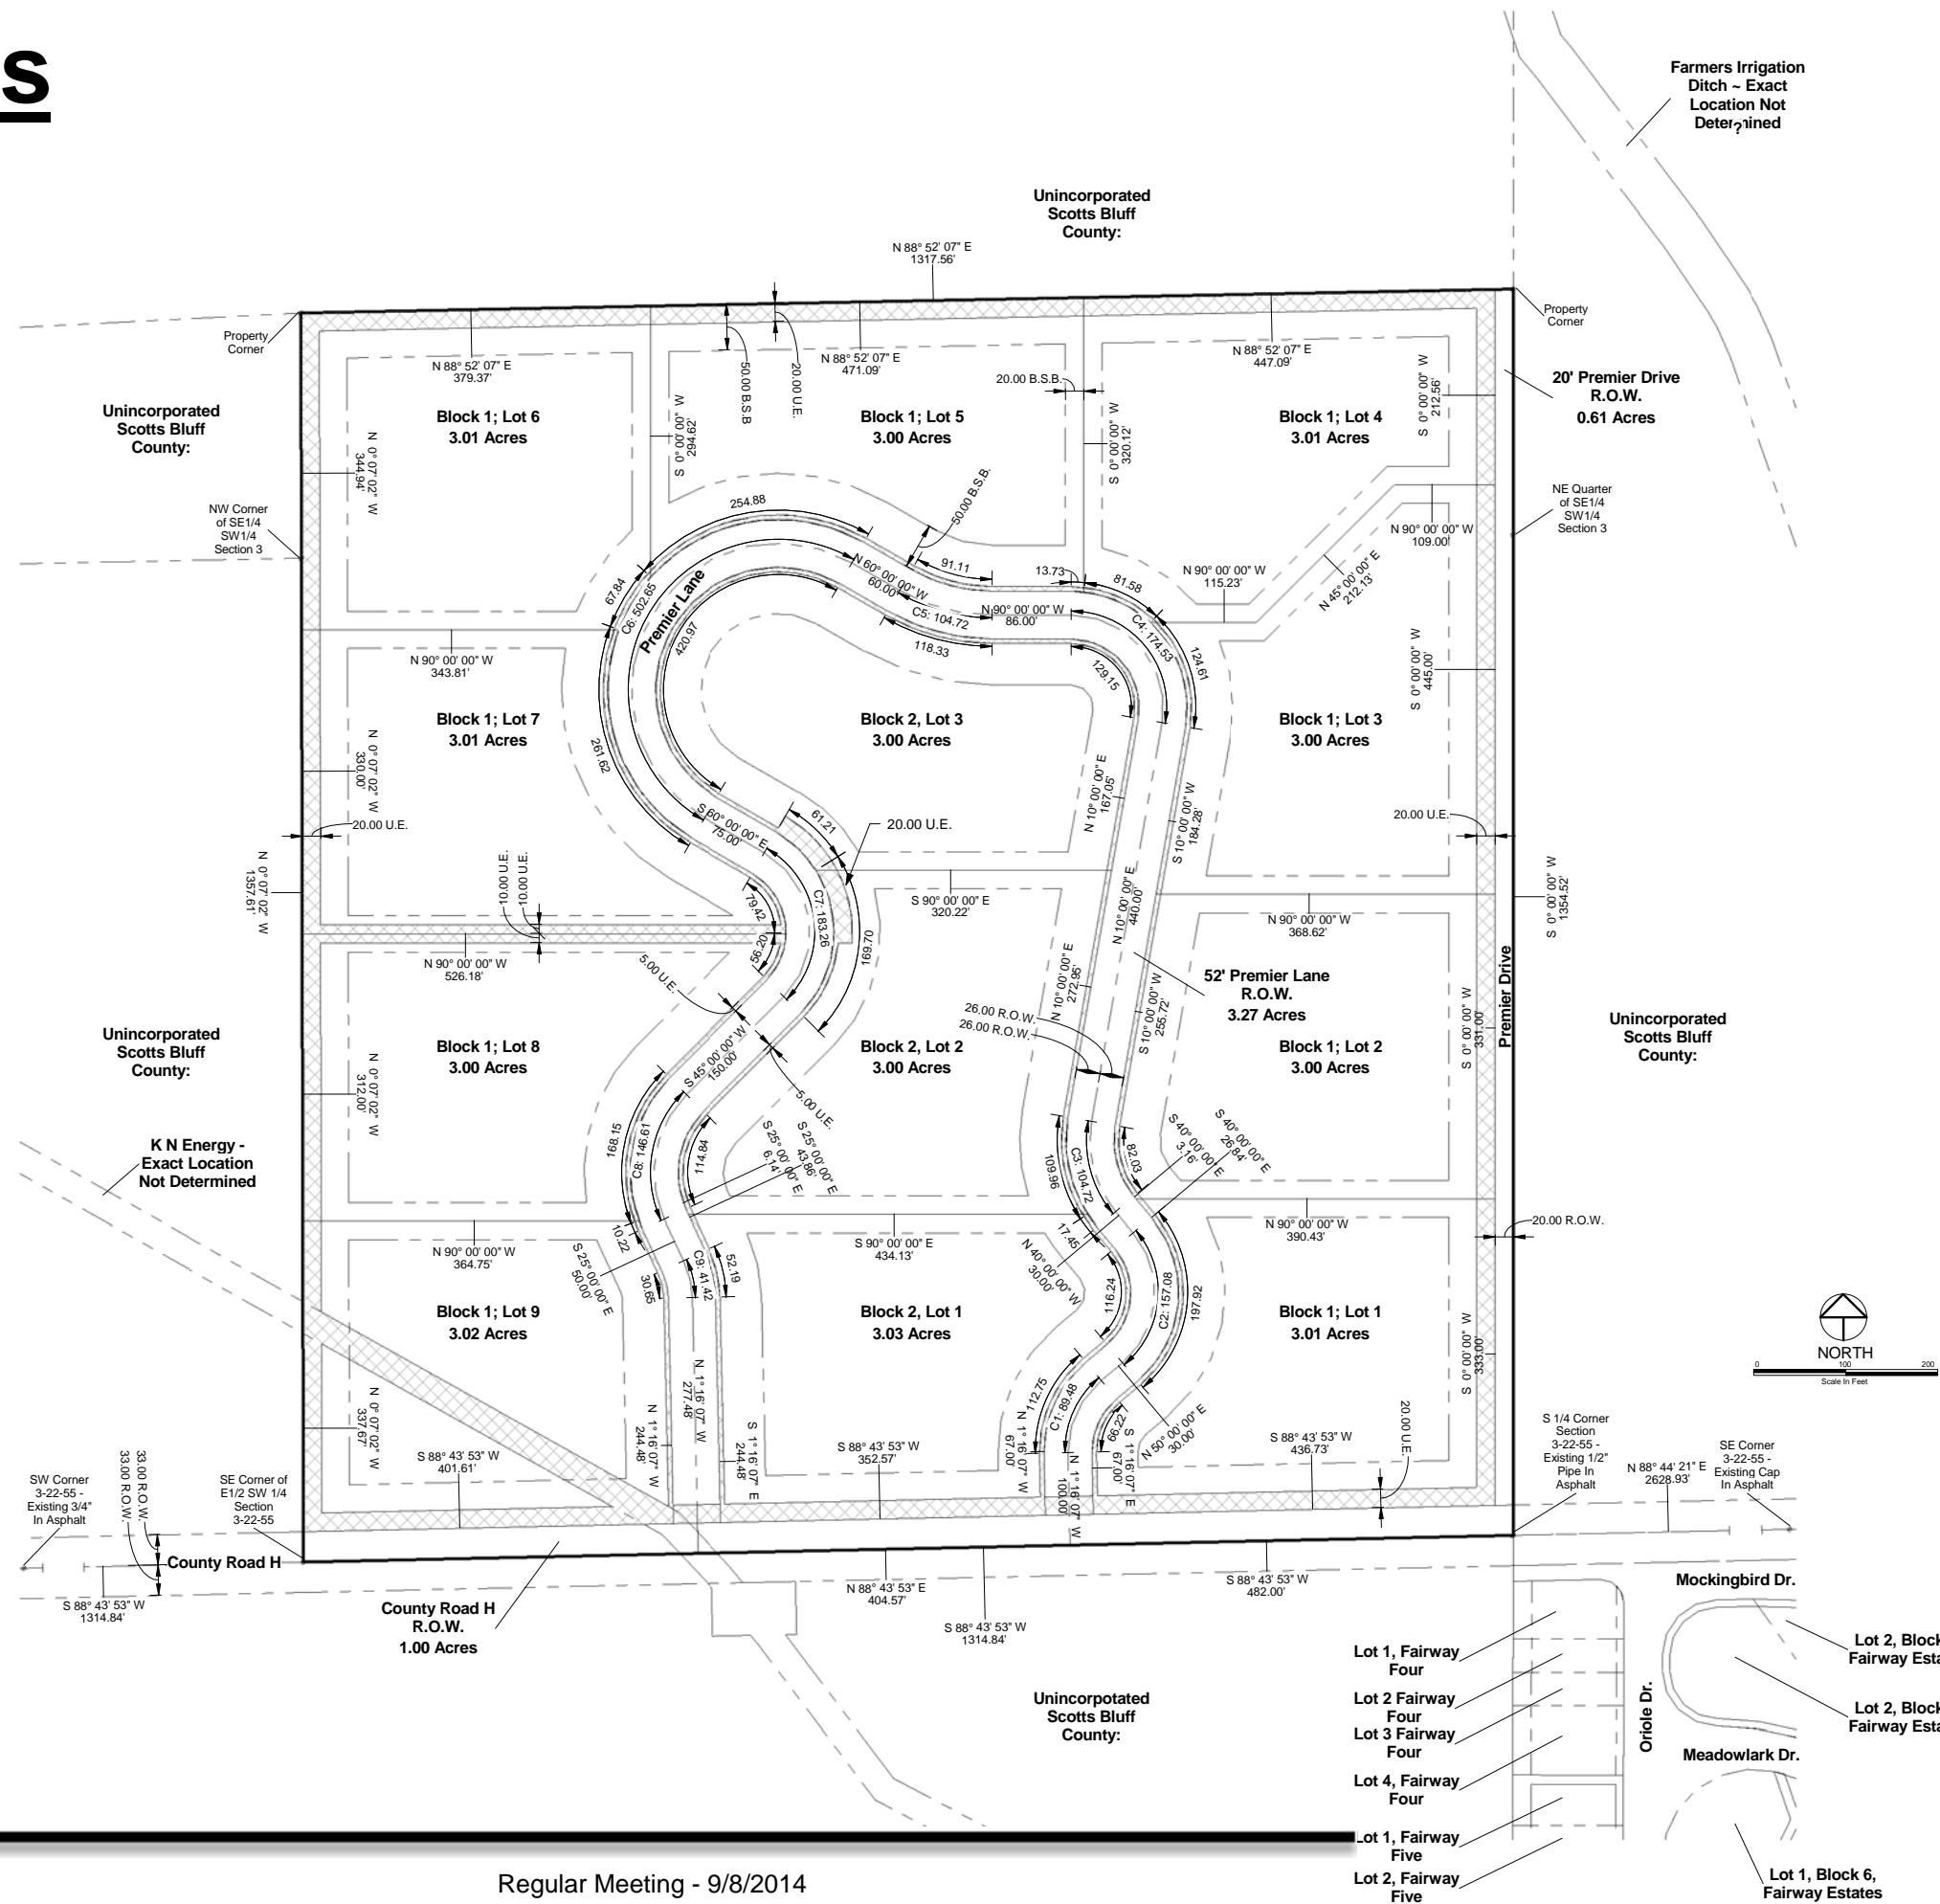 s
Farmers Irrigation
Ditch ~ Exact
Location Not
Determined
?
Unincorporated
Scotts Bluff
County:
N 88° 52' 07" E
1317.56'
Property
Corner
Property
Corner
N 88° 52' 07" E
379.37'
50.00 B.S.B
20.00 U.E.
N 88° 52' 07" E
471.09'
20.00 B.S.B.
N 88° 52' 07" E
447.09'
S 0° 00' 00" W
212.56'
20' Premier Drive
R.O.W.
0.61 Acres
Unincorporated
Scotts Bluff
County:
Block 1; Lot 6
3.01 Acres
Block 1; Lot 5
3.00 Acres
Block 1; Lot 4
3.01 Acres
N 0° 07' 02" W
344.94'
S 0° 00' 00" W
294.62'
S 0° 00' 00" W
320.12'
NW Corner
of SE1/4
SW1/4
Section 3
NE Quarter
of SE1/4
SW1/4
Section 3
254.88
50.00 B.S.B.
N 90° 00' 00" W
109.00'
67.84
C6: 502.65
Premier Lane
420.97
N 60° 00' 00" W
60.00'
91.11
13.73
81.58
N 90° 00' 00" W
115.23'
N 45° 00' 00" E
212.13'
C5: 104.72
N 90° 00' 00" W
86.00'
C4: 174.53
118.33
129.15
124.61
N 90° 00' 00" W
343.81'
S 0° 00' 00" W
445.00'
Block 1; Lot 7
3.01 Acres
Block 2, Lot 3
3.00 Acres
Block 1; Lot 3
3.00 Acres
N 0° 07' 02" W
330.00'
261.62
N 10° 00' 00" E
167.05'
S 10° 00' 00" W
184.28'
20.00 U.E.
S 60° 00' 00" E
75.00'
61.21
20.00 U.E.
20.00 U.E.
N 0° 07' 02" W
1357.61'
10.00 U.E.
10.00 U.E.
79.42
C7: 183.26
S 90° 00' 00" E
320.22'
N 10° 00' 00" E
440.00'
N 90° 00' 00" W
368.62'
S 0° 00' 00" W
1354.52'
N 90° 00' 00" W
526.18'
56.20
169.70
5.00 U.E.
N 10° 00' 00" E
272.95'
S 10° 00' 00" W
255.72'
52' Premier Lane
R.O.W.
3.27 Acres
26.00 R.O.W.
26.00 R.O.W.
Premier Drive
S 0° 00' 00" W
331.00'
Unincorporated
Scotts Bluff
County:
Block 1; Lot 8
3.00 Acres
Block 2, Lot 2
3.00 Acres
Block 1; Lot 2
3.00 Acres
Unincorporated
Scotts Bluff
County:
N 0° 07' 02" W
312.00'
S 45° 00' 00" W
150.00'
5.00 U.E.
K N Energy -
Exact Location
Not Determined
168.15
C8: 146.61
114.84
S 25° 00' 00" E
6.14'
S 25° 00' 00" E
43.86'
109.96
C3: 104.72
82.03
S 40° 00' 00" E
3.16'
S 40° 00' 00" E
26.84'
N 90° 00' 00" W
364.75'
10.22
S 25° 00' 00" E
50.00'
30.65
C9: 41.42
52.19
S 90° 00' 00" E
434.13'
N 40° 00' 00" W
30.00'
17.45
116.24
C2: 157.08
197.92
N 90° 00' 00" W
390.43'
20.00 R.O.W.
Block 1; Lot 9
3.02 Acres
Block 2, Lot 1
3.03 Acres
Block 1; Lot 1
3.01 Acres
S 0° 00' 00" W
333.00'
NORTH
0 100 200
Scale In Feet
N 0° 07' 02" W
337.67'
N 1° 16' 07" W
244.48'
N 1° 16' 07" W
277.48'
S 1° 16' 07" E
244.48'
112.75
C1: 89.48
66.22
N 50° 00' 00" E
30.00'
N 1° 16' 07" W
67.00'
N 1° 16' 07" W
100.00'
S 1° 16' 07" E
67.00'
S 88° 43' 53" W
401.61'
S 88° 43' 53" W
352.57'
S 88° 43' 53" W
436.73'
20.00 U.E.
SW Corner
3-22-55 -
Existing 3/4"
In Asphalt
33.00 R.O.W.
33.00 R.O.W.
SE Corner of
E1/2 SW 1/4
Section
3-22-55
S 1/4 Corner
Section
3-22-55 -
Existing 1/2"
Pipe In
Asphalt
N 88° 44' 21" E
2628.93'
SE Corner
3-22-55 -
Existing Cap
In Asphalt
County Road H
S 88° 43' 53" W
1314.84'
County Road H
R.O.W.
1.00 Acres
N 88° 43' 53" E
404.57'
S 88° 43' 53" W
1314.84'
S 88° 43' 53" W
482.00'
Mockingbird Dr.
Lot 1, Fairway
Four
Lot 2 Fairway
Four
Lot 3 Fairway
Four
Lot 4, Fairway
Four
Lot 1, Fairway
Five
Lot 2, Fairway
Five
Oriole Dr.
Lot 2, Block
Fairway Esta
Lot 2, Block
Fairway Esta
Meadowlark Dr.
Lot 1, Block 6,
Fairway Estates
Unincorpotated
Scotts Bluff
County:
Regular Meeting - 9/8/2014